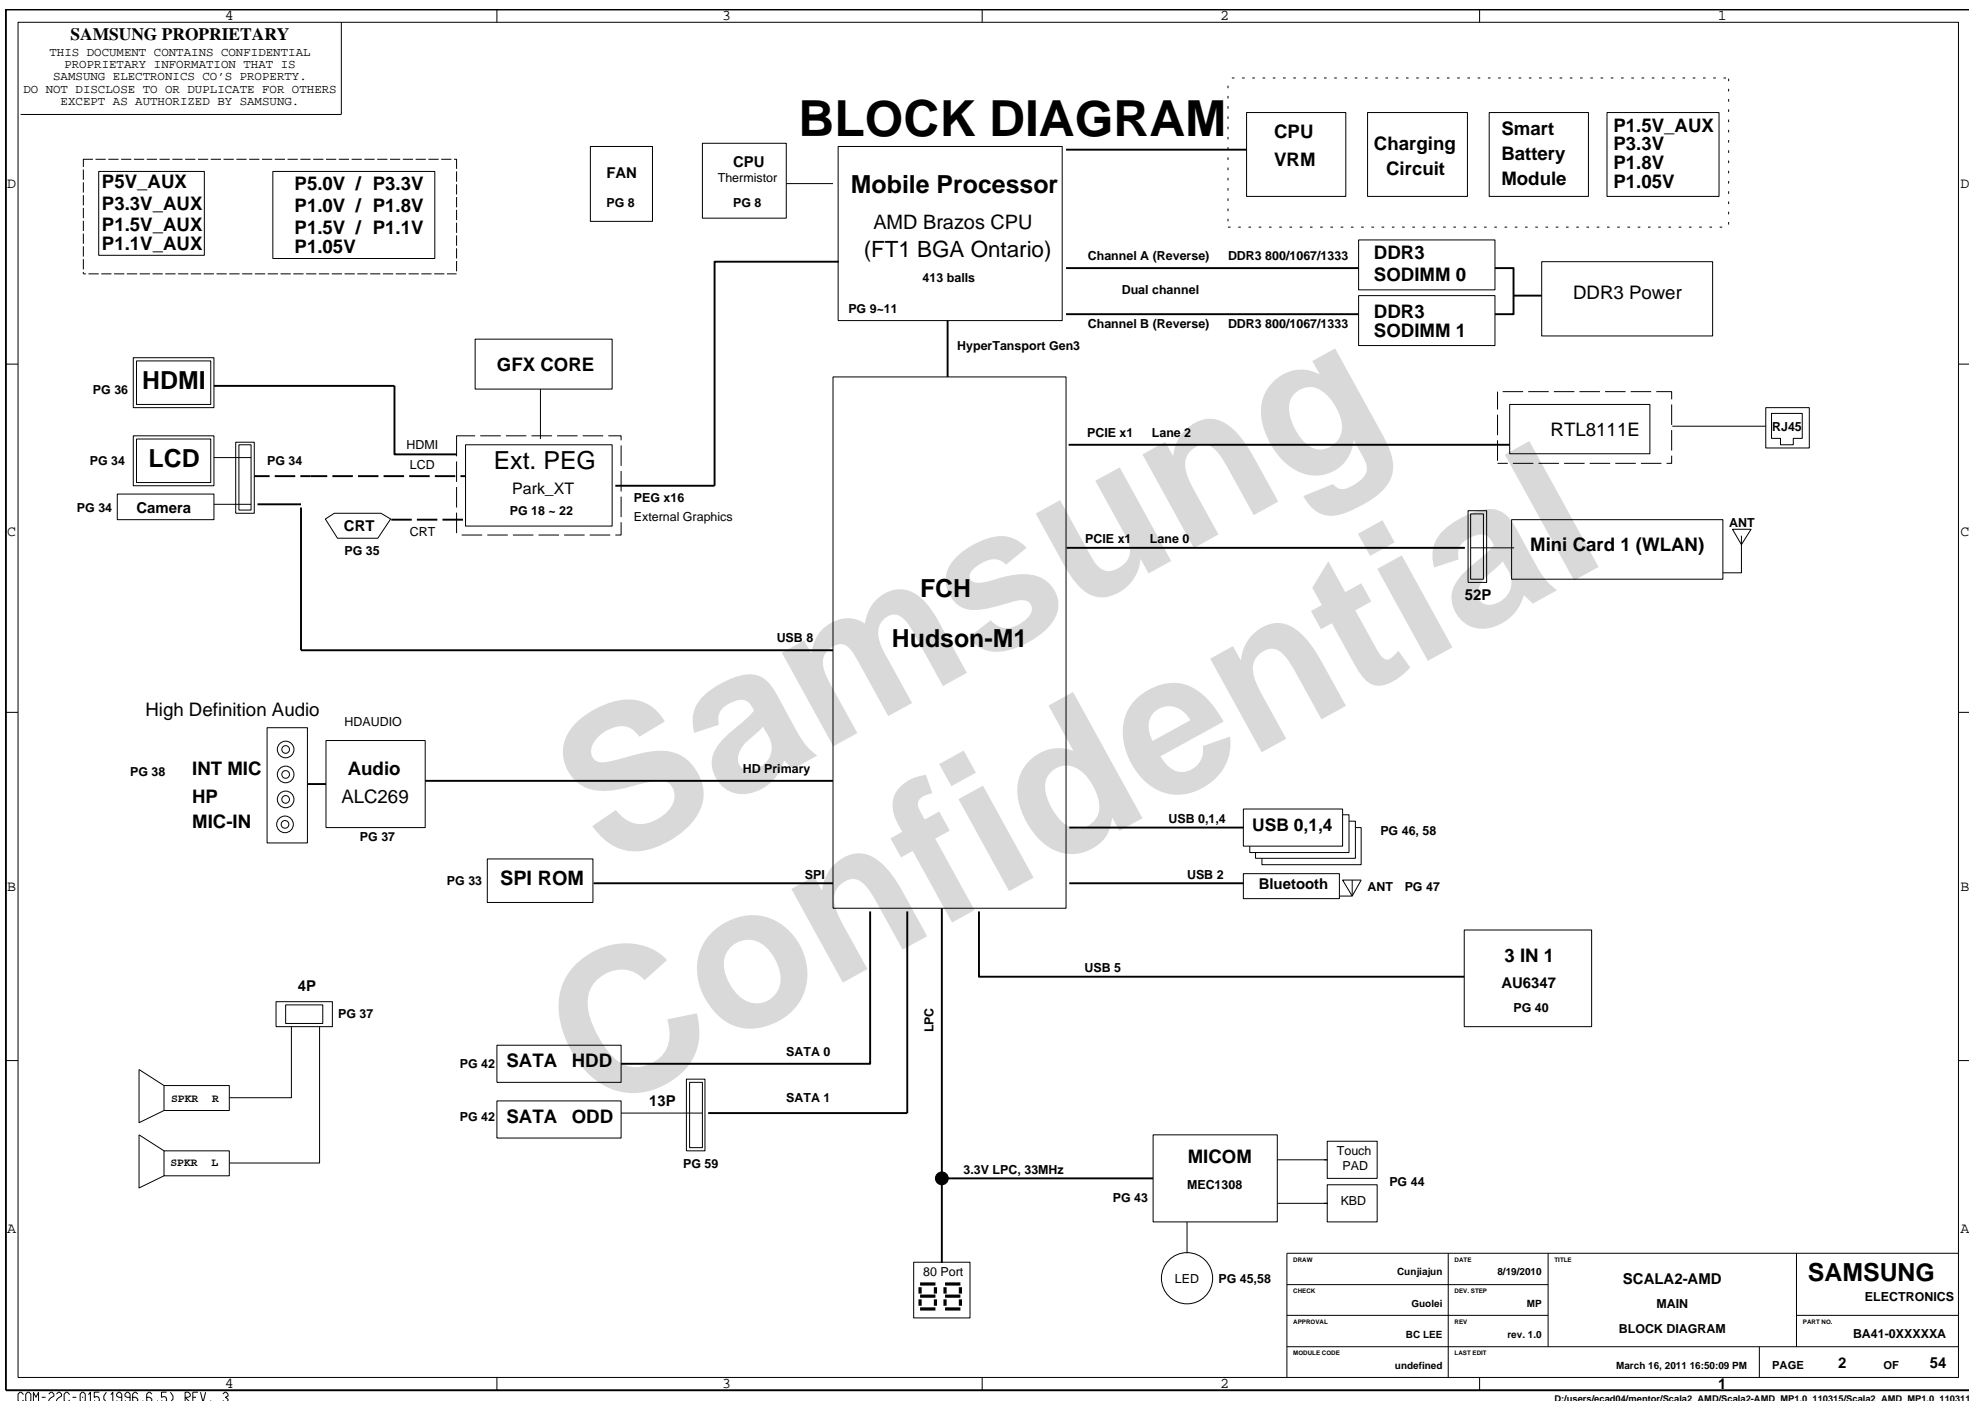 4
3
2
1
SAMSUNG PROPRIETARY
THIS DOCUMENT CONTAINS CONFIDENTIAL
PROPRIETARY INFORMATION THAT IS
SAMSUNG ELECTRONICS CO'S PROPERTY.
DO NOT DISCLOSE TO OR DUPLICATE FOR OTHERS
EXCEPT AS AUTHORIZED BY SAMSUNG.
BLOCK DIAGRAM
D
D
P5V_AUX
P3.3V_AUX
P1.5V_AUX
P1.1V_AUX
P5.0V / P3.3V
P1.0V / P1.8V
P1.5V / P1.1V
P1.05V
FAN
PG 8
CPU
Thermistor
PG 8
Mobile Processor
AMD Brazos CPU
(FT1 BGA Ontario)
413 balls
PG 9~11
CPU
VRM
Charging
Circuit
Smart
Battery
Module
P1.5V_AUX
P3.3V
P1.8V
P1.05V
Channel A (Reverse)
DDR3 800/1067/1333
DDR3
SODIMM 0
Dual channel
Channel B (Reverse)
DDR3 800/1067/1333
DDR3
SODIMM 1
DDR3 Power
HyperTansport Gen3
PG 36
HDMI
GFX CORE
PG 34
LCD
PG 34
HDMI
LCD
PG 34
Camera
CRT
PG 35
CRT
Ext. PEG
Park_XT
PG 18 ~ 22
PEG x16
External Graphics
PCIE x1 Lane 2
RTL8111E
RJ45
C
C
PCIE x1 Lane 0
52P
Mini Card 1 (WLAN)
ANT
FCH
Hudson-M1
USB 8
Samsung
Confidential
High Definition Audio
HDAUDIO
PG 38
INT MIC
HP
MIC-IN
Audio
ALC269
PG 37
HD Primary
PG 33
SPI ROM
SPI
USB 0,1,4
USB 0,1,4
PG 46, 58
USB 2
Bluetooth
ANT
PG 47
B
B
USB 5
3 IN 1
AU6347
PG 40
4P
PG 37
SPKR R
SPKR L
LPC
PG 42
SATA HDD
SATA 0
PG 42
SATA ODD
13P
SATA 1
PG 59
3.3V LPC, 33MHz
PG 43
MICOM
MEC1308
Touch
PAD
KBD
PG 44
A
A
80 Port
88
LED
PG 45,58
DRAW
Cunjiajun
DATE
8/19/2010
TITLE
SCALA2-AMD
MAIN
BLOCK DIAGRAM
SAMSUNG
ELECTRONICS
CHECK
Guolei
DEV. STEP
MP
APPROVAL
BC LEE
REV
rev. 1.0
PART NO.
BA41-0XXXXXA
MODULE CODE
undefined
LAST EDIT
March 16, 2011 16:50:09 PM
PAGE 2 OF 54
4
3
2
1
COM-22C-015(1996.6.5) REV. 3
D:/users/ecad04/mentor/Scala2_AMD/Scala2-AMD_MP1.0_110315/Scala2_AMD_MP1.0_110311